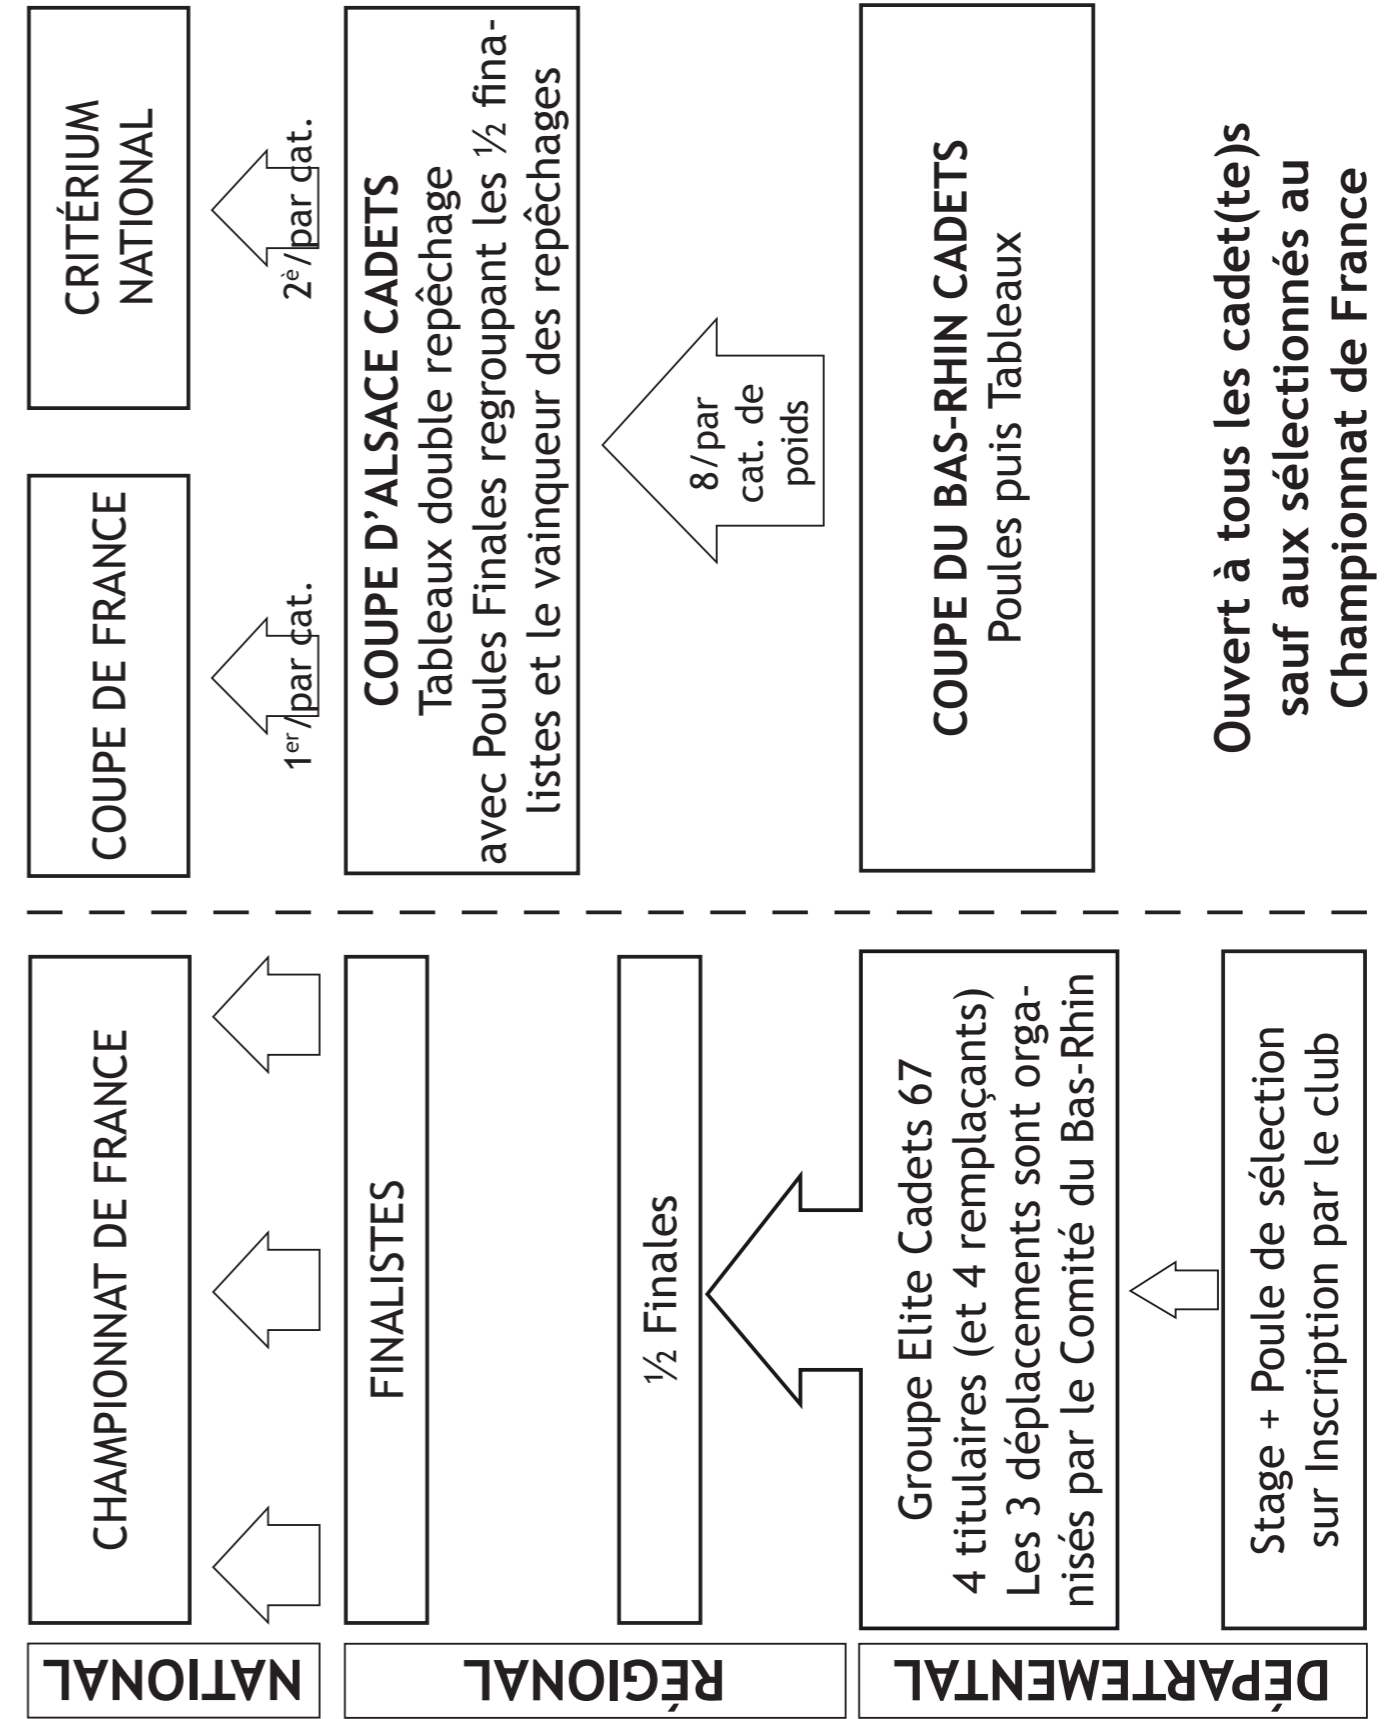 NATIONAL
CHAMPIONNAT DE FRANCE
COUPE DE FRANCE
CRITÉRIUM
NATIONAL
1er/par cat.
2è/par cat.
RÉGIONAL
FINALISTES
½ Finales
COUPE D'ALSACE CADETS
Tableaux double repêchage
avec Poules Finales regroupant les ½ fina-
listes et le vainqueur des repêchages
8/par
cat. de
poids
DÉPARTEMENTAL
Groupe Elite Cadets 67
4 titulaires (et 4 remplaçants)
Les 3 déplacements sont orga-
nisés par le Comité du Bas-Rhin
Stage + Poule de sélection
sur Inscription par le club
COUPE DU BAS-RHIN CADETS
Poules puis Tableaux
Ouvert à tous les cadet(te)s
sauf aux sélectionnés au
Championnat de France